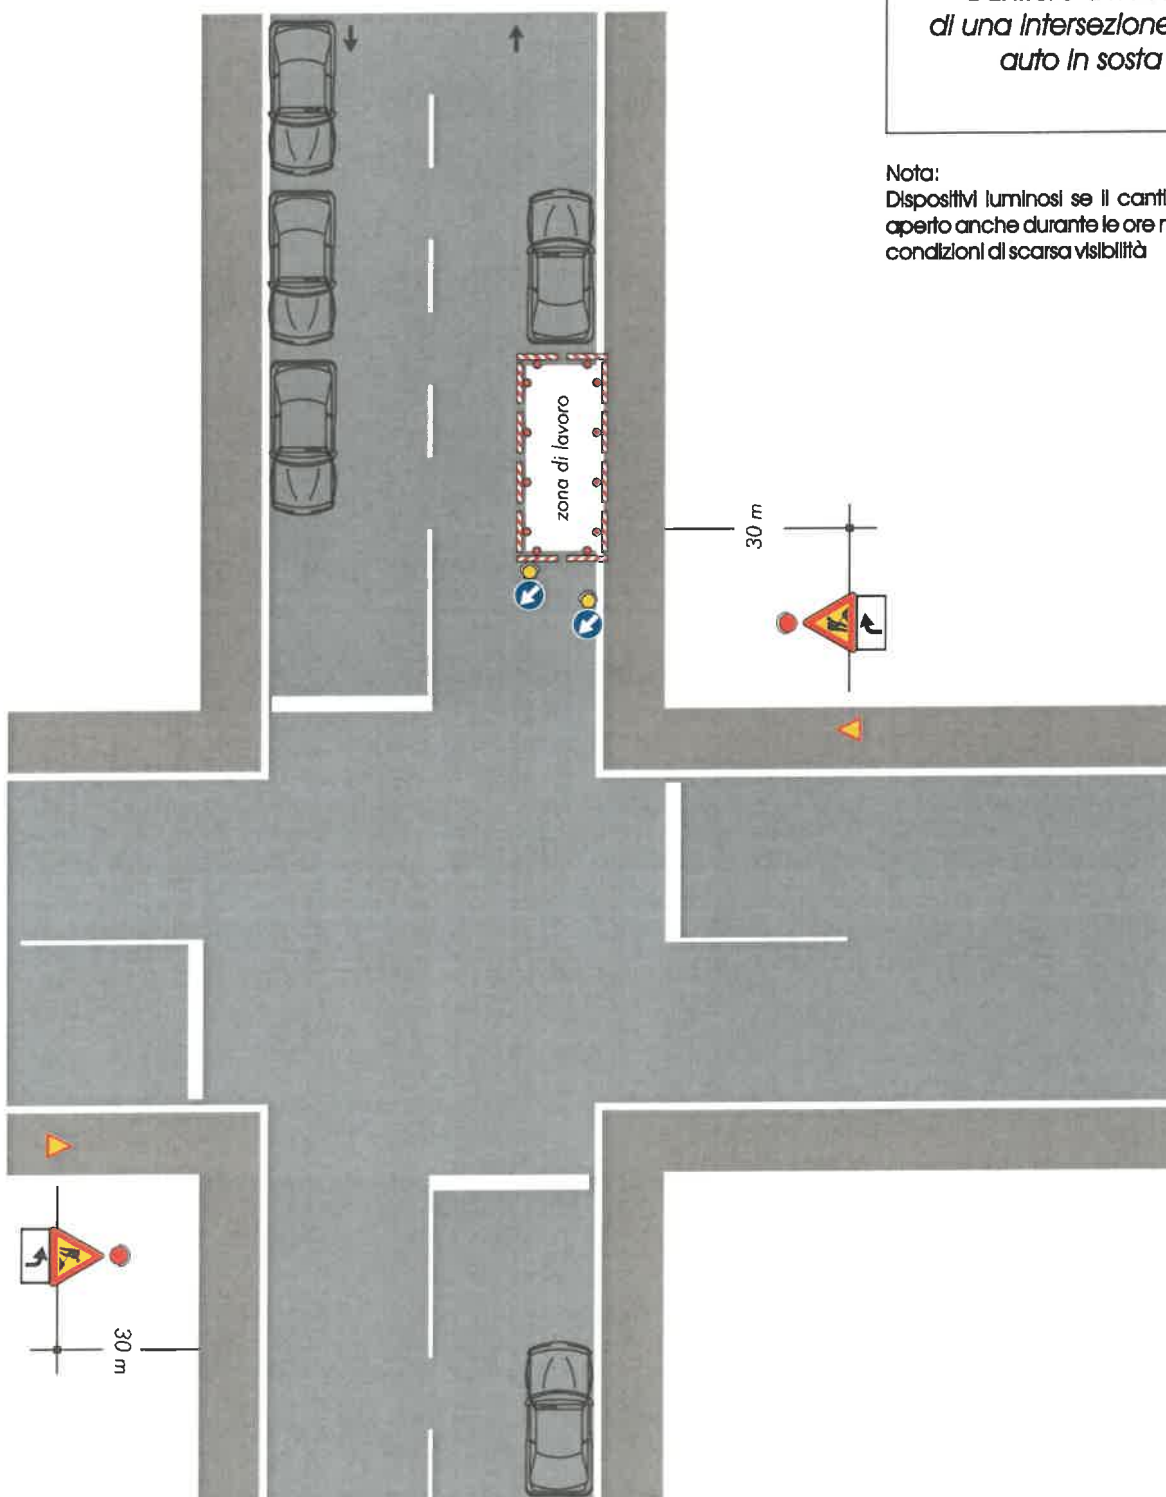 di una intersezione
auto in sosta
Nota:
Dispositivi luminosi se il canti
aperto anche durante le ore
condizioni di scarsa visibilità
zona di lavoro
30 m
30 m